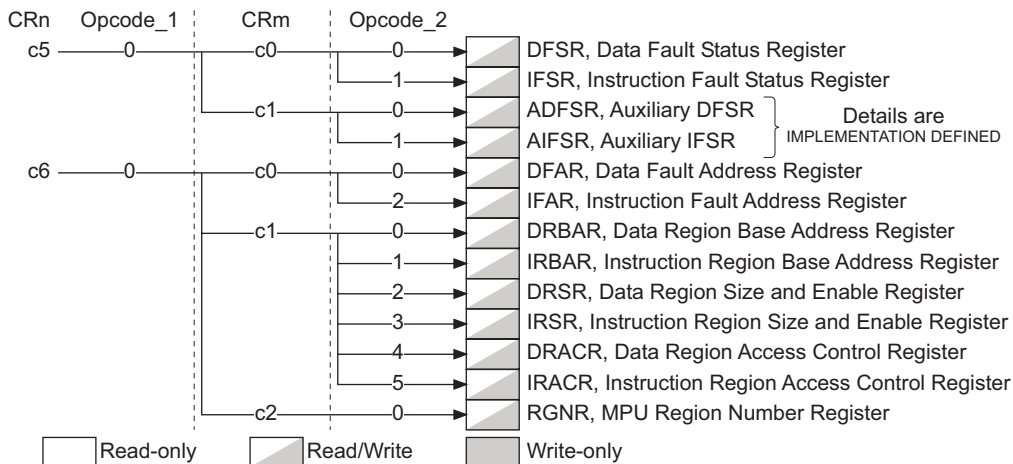 CRn Opcode_1 CRm Opcode_2
c5 0 c0 0 DFSR, Data Fault Status Register
1 IFSR, Instruction Fault Status Register
c1 0 ADFSR, Auxiliary DFSR Details are
1 AIFSR, Auxiliary IFSR IMPLEMENTATION DEFINED
c6 0 c0 0 DFAR, Data Fault Address Register
2 IFAR, Instruction Fault Address Register
c1 0 DRBAR, Data Region Base Address Register
1 IRBAR, Instruction Region Base Address Register
2 DRSR, Data Region Size and Enable Register
3 IRSR, Instruction Region Size and Enable Register
4 DRACR, Data Region Access Control Register
5 IRACR, Instruction Region Access Control Register
c2 0 RGNR, MPU Region Number Register
Read-only Read/Write Write-only